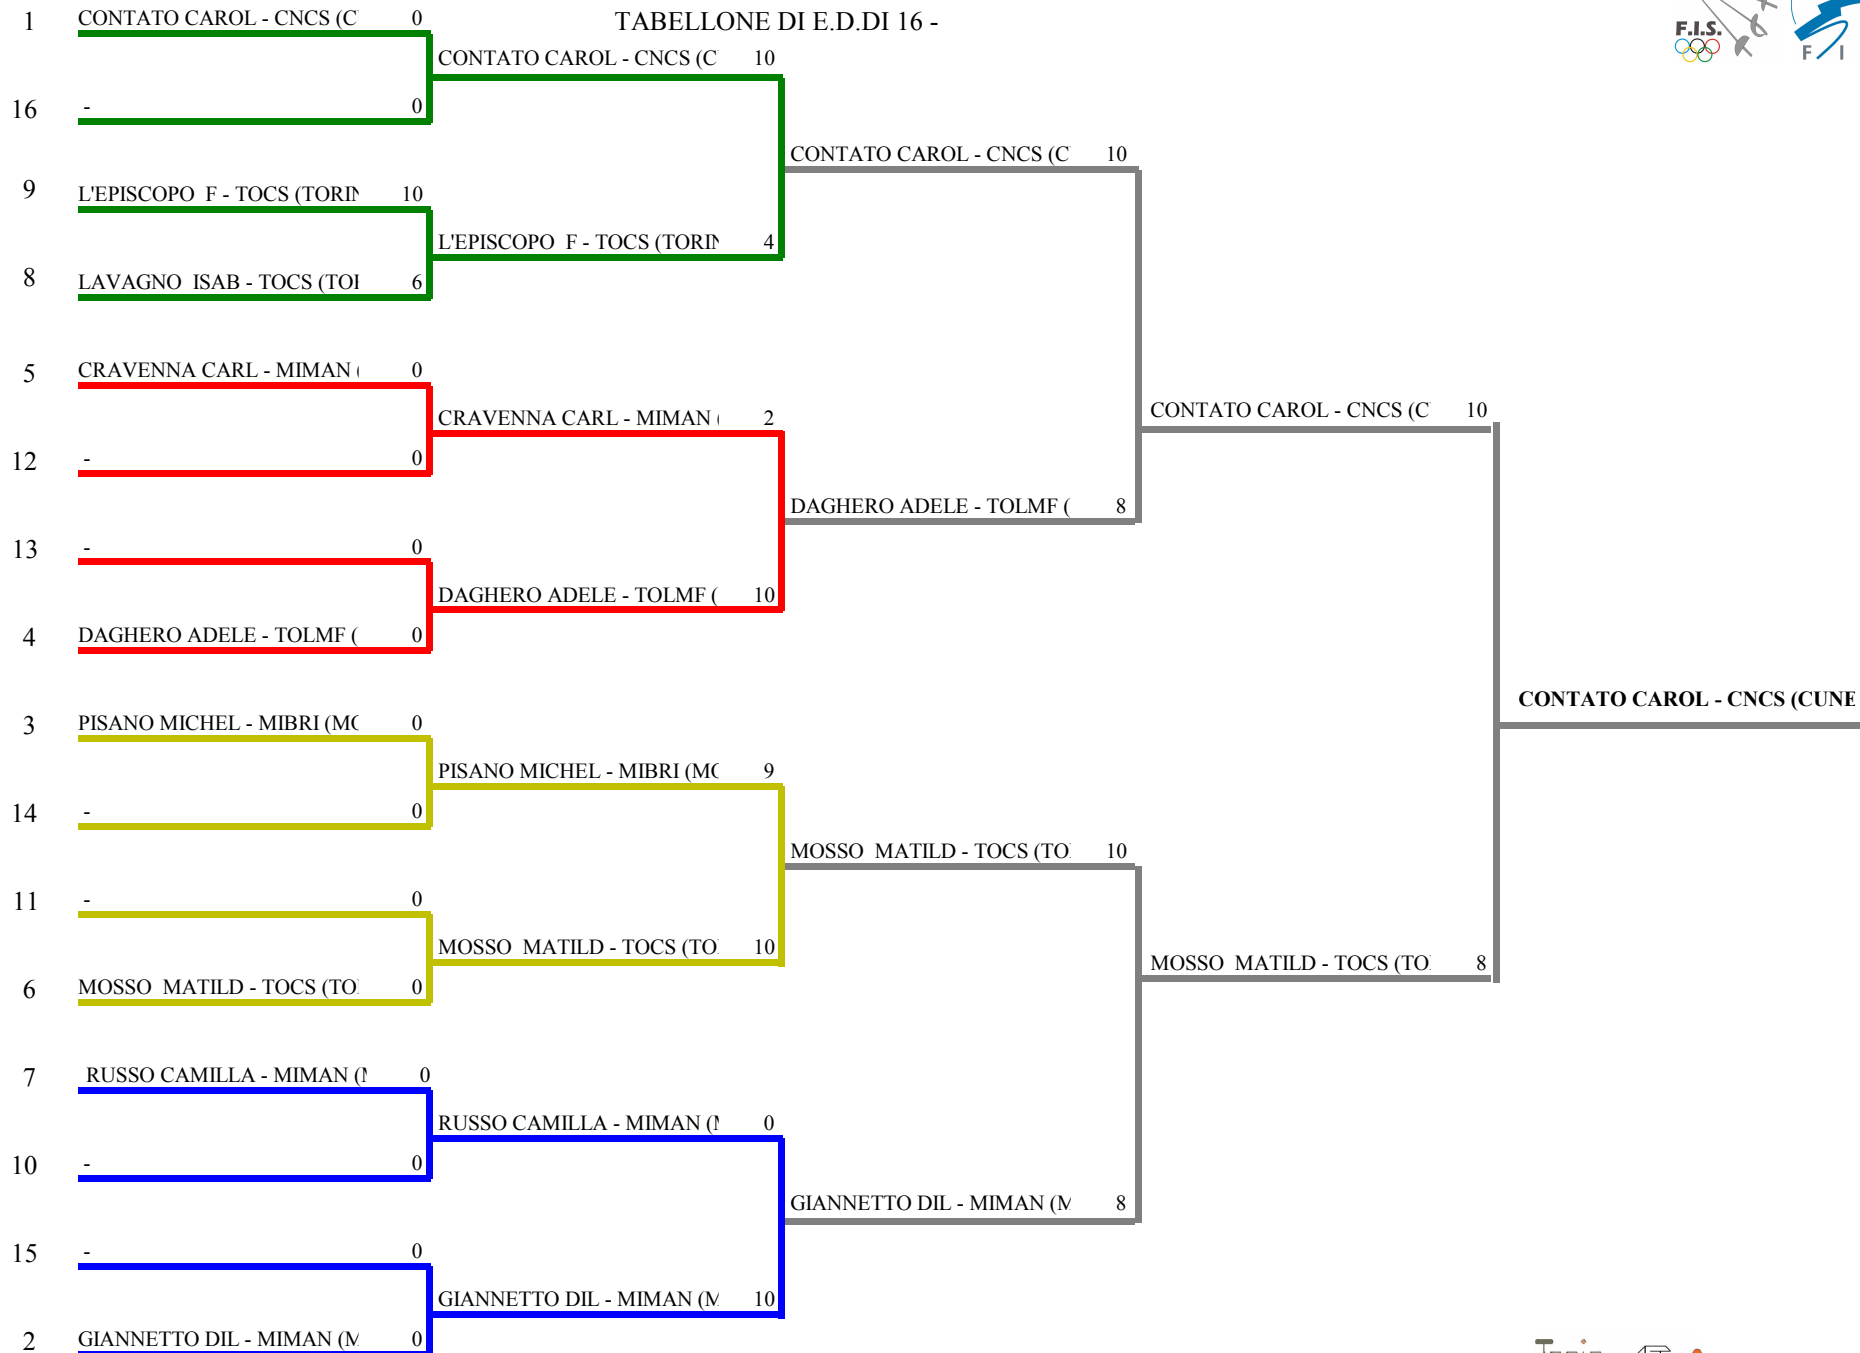 TABELLONE DI E.D.DI 16 -
F.I.S.
F I
1 CONTATO CAROL - CNCS (C 0
CONTATO CAROL - CNCS (C 10
16 - 0
CONTATO CAROL - CNCS (C 10
9 L'EPISCOPO F - TOCS (TORIN 10
L'EPISCOPO F - TOCS (TORIN 4
8 LAVAGNO ISAB - TOCS (TO 6
5 CRAVENNA CARL - MIMAN ( 0
CONTATO CAROL - CNCS (C 10
CRAVENNA CARL - MIMAN ( 2
12 - 0
DAGHERO ADELE - TOLMF ( 8
13 - 0
DAGHERO ADELE - TOLMF ( 10
4 DAGHERO ADELE - TOLMF ( 0
CONTATO CAROL - CNCS (CUNE
3 PISANO MICHEL - MIBRI (MO 0
PISANO MICHEL - MIBRI (MO 9
14 - 0
MOSSO MATILD - TOCS (TO 10
11 - 0
MOSSO MATILD - TOCS (TO 10
MOSSO MATILD - TOCS (TO 8
6 MOSSO MATILD - TOCS (TO 0
7 RUSSO CAMILLA - MIMAN (M 0
RUSSO CAMILLA - MIMAN (M 0
10 - 0
GIANNETTO DIL - MIMAN (M 8
15 - 0
GIANNETTO DIL - MIMAN (M 10
2 GIANNETTO DIL - MIMAN (M 0